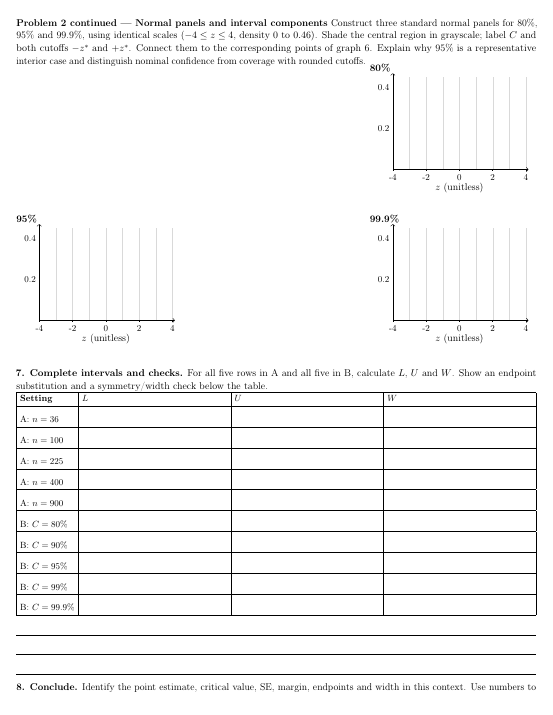 Problem 2 continued — Normal panels and interval components Construct three standard normal panels for 80%,
95% and 99.9%, using identical scales (−4 ≤ z ≤ 4, density 0 to 0.46). Shade the central region in grayscale; label C and
both cutoffs −z* and +z*. Connect them to the corresponding points of graph 6. Explain why 95% is a representative
interior case and distinguish nominal confidence from coverage with rounded cutoffs.
80%
0.4
0.2
-4 -2 0 2 4
z (unitless)
95%
0.4
0.2
-4 -2 0 2 4
z (unitless)
99.9%
0.4
0.2
-4 -2 0 2 4
z (unitless)
7. Complete intervals and checks. For all five rows in A and all five in B, calculate L, U and W. Show an endpoint
substitution and a symmetry/width check below the table.
Setting L U W
A: n = 36
A: n = 100
A: n = 225
A: n = 400
A: n = 900
B: C = 80%
B: C = 90%
B: C = 95%
B: C = 99%
B: C = 99.9%
8. Conclude. Identify the point estimate, critical value, SE, margin, endpoints and width in this context. Use numbers to